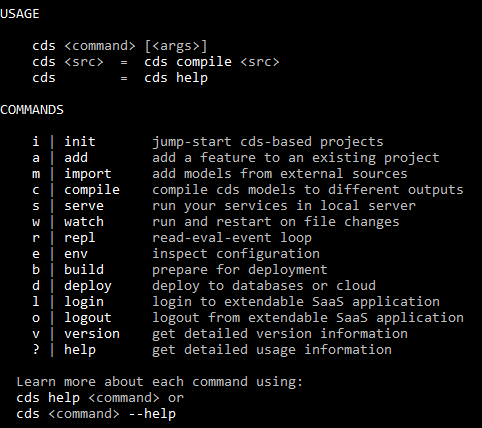 USAGE
cds <command> [<args>]
cds <src>  =  cds compile <src>
cds        =  cds help
COMMANDS
i | init       jump-start cds-based projects
a | add        add a feature to an existing project
m | import     add models from external sources
c | compile    compile cds models to different outputs
s | serve      run your services in local server
w | watch      run and restart on file changes
r | repl       read-eval-event loop
e | env        inspect configuration
b | build      prepare for deployment
d | deploy     deploy to databases or cloud
l | login      login to extendable SaaS application
o | logout     logout from extendable SaaS application
v | version    get detailed version information
? | help       get detailed usage information
Learn more about each command using:
cds help <command> or
cds <command> --help